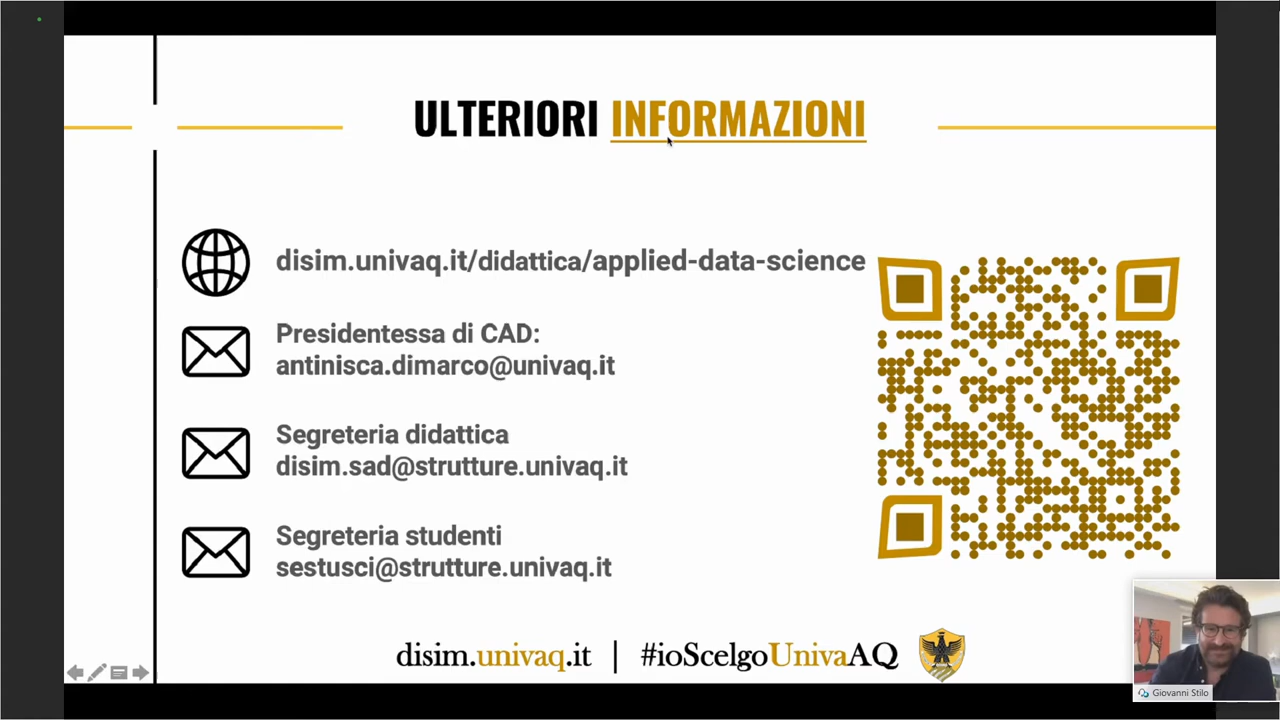 ULTERIORI INFORMAZIONI
disim.univaq.it/didattica/applied-data-science
Presidentessa di CAD:
antinisca.dimarco@univaq.it
Segreteria didattica
disim.sad@strutture.univaq.it
Segreteria studenti
sestusci@strutture.univaq.it
disim.univaq.it | #ioScelgoUnivaAQ
Giovanni Stilo